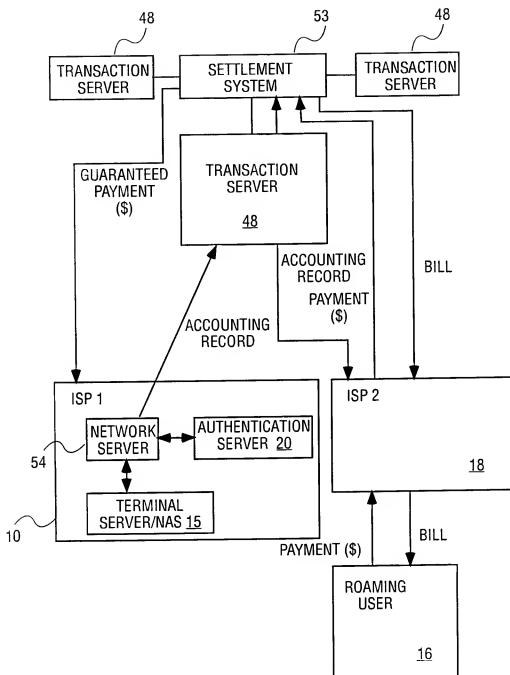 48
53
48
TRANSACTION
SERVER
SETTLEMENT
SYSTEM
TRANSACTION
SERVER
GUARANTEED
PAYMENT
($)
TRANSACTION
SERVER
48
ACCOUNTING
RECORD
PAYMENT
($)
BILL
ACCOUNTING
RECORD
ISP 1
NETWORK
SERVER
AUTHENTICATION
SERVER 20
54
TERMINAL
SERVER/NAS 15
10
ISP 2
18
PAYMENT ($)
BILL
ROAMING
USER
16